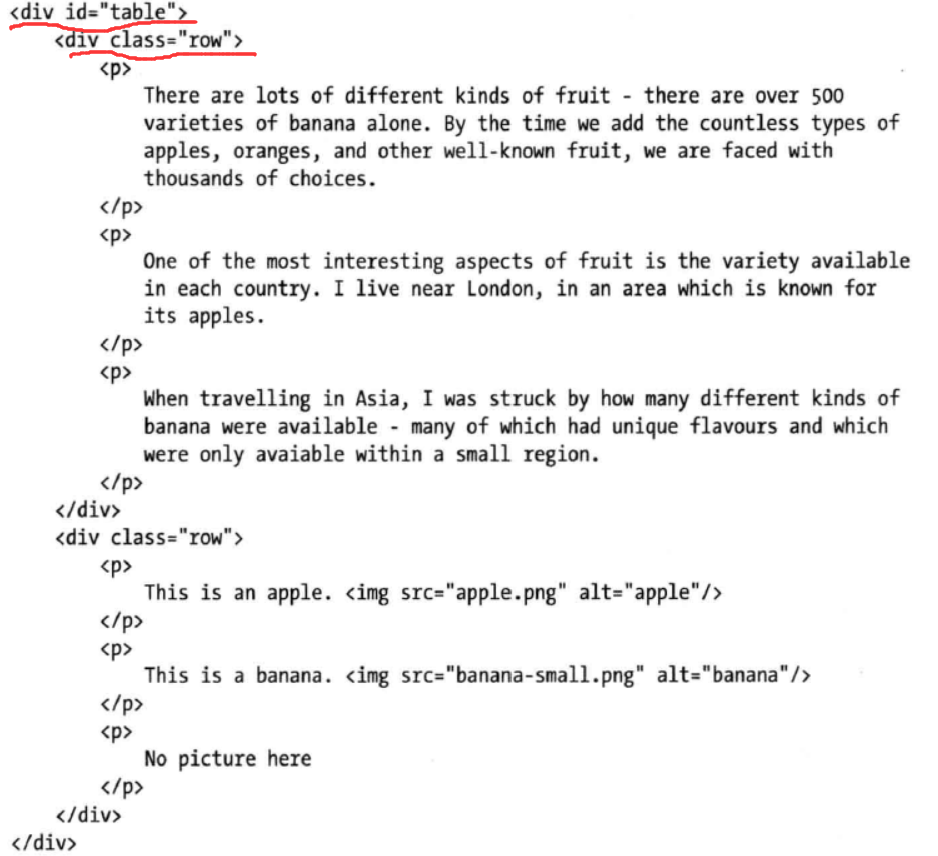 <div id="table">
<div class="row">
<p>
There are lots of different kinds of fruit - there are over 500
varieties of banana alone. By the time we add the countless types of
apples, oranges, and other well-known fruit, we are faced with
thousands of choices.
</p>
<p>
One of the most interesting aspects of fruit is the variety available
in each country. I live near London, in an area which is known for
its apples.
</p>
<p>
When travelling in Asia, I was struck by how many different kinds of
banana were available - many of which had unique flavours and which
were only avaiable within a small region.
</p>
</div>
<div class="row">
<p>
This is an apple. <img src="apple.png" alt="apple"/>
</p>
<p>
This is a banana. <img src="banana-small.png" alt="banana"/>
</p>
<p>
No picture here
</p>
</div>
</div>